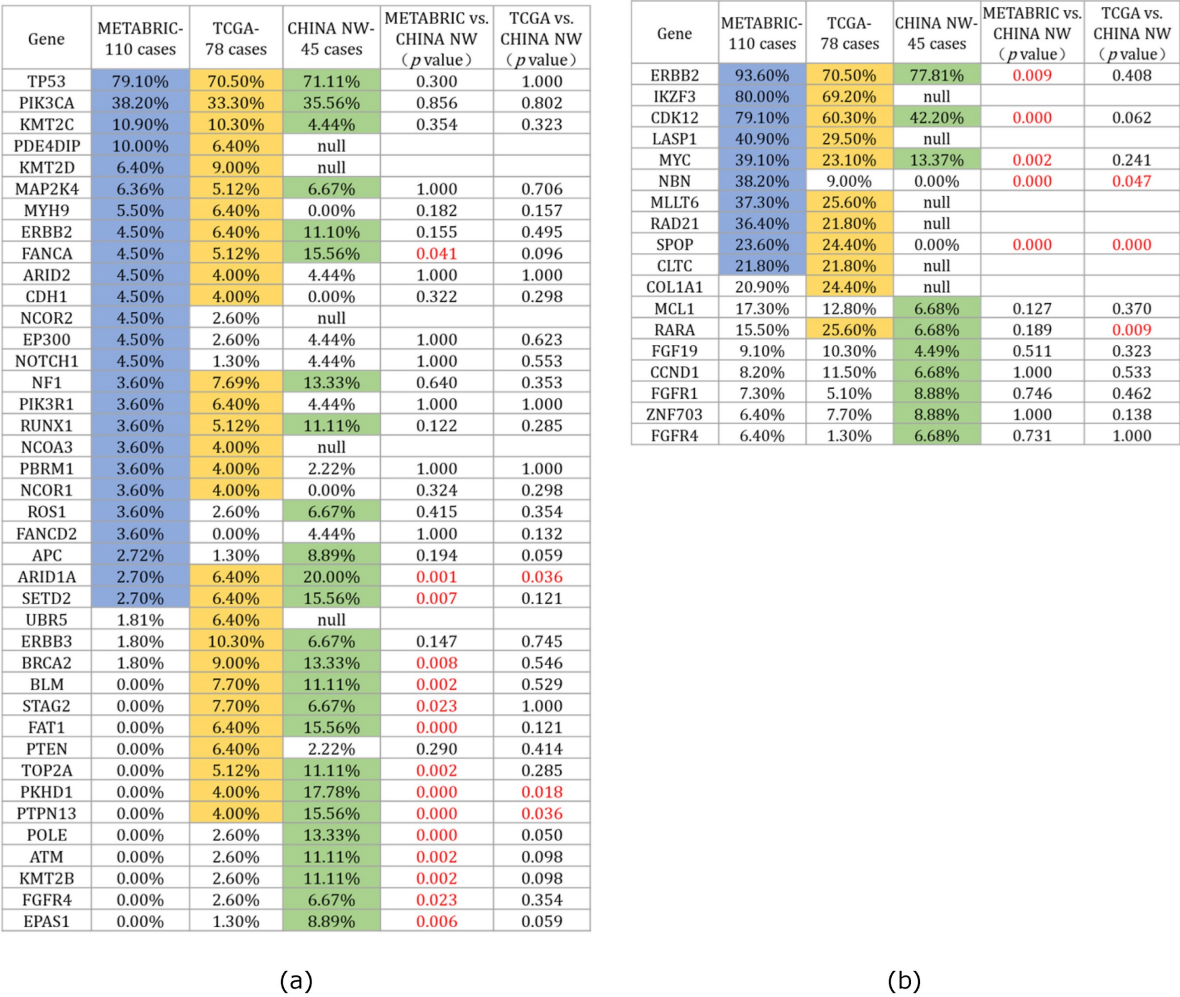 Gene METABRIC-110 cases TCGA-78 cases CHINA NW-45 cases METABRIC vs. CHINA NW (p value) TCGA vs. CHINA NW (p value)
TP53 79.10% 70.50% 71.11% 0.300 1.000
PIK3CA 38.20% 33.30% 35.56% 0.856 0.802
KMT2C 10.90% 10.30% 4.44% 0.354 0.323
PDE4DIP 10.00% 6.40% null
KMT2D 6.40% 9.00% null
MAP2K4 6.36% 5.12% 6.67% 1.000 0.706
MYH9 5.50% 6.40% 0.00% 0.182 0.157
ERBB2 4.50% 6.40% 11.10% 0.155 0.495
FANCA 4.50% 5.12% 15.56% 0.041 0.096
ARID2 4.50% 4.00% 4.44% 1.000 1.000
CDH1 4.50% 4.00% 0.00% 0.322 0.298
NCOR2 4.50% 2.60% null
EP300 4.50% 2.60% 4.44% 1.000 0.623
NOTCH1 4.50% 1.30% 4.44% 1.000 0.553
NF1 3.60% 7.69% 13.33% 0.640 0.353
PIK3R1 3.60% 6.40% 4.44% 1.000 1.000
RUNX1 3.60% 5.12% 11.11% 0.122 0.285
NCOA3 3.60% 4.00% null
PBRM1 3.60% 4.00% 2.22% 1.000 1.000
NCOR1 3.60% 4.00% 0.00% 0.324 0.298
ROS1 3.60% 2.60% 6.67% 0.415 0.354
FANCD2 3.60% 0.00% 4.44% 1.000 0.132
APC 2.72% 1.30% 8.89% 0.194 0.059
ARID1A 2.70% 6.40% 20.00% 0.001 0.036
SETD2 2.70% 6.40% 15.56% 0.007 0.121
UBR5 1.81% 6.40% null
ERBB3 1.80% 10.30% 6.67% 0.147 0.745
BRCA2 1.80% 9.00% 13.33% 0.008 0.546
BLM 0.00% 7.70% 11.11% 0.002 0.529
STAG2 0.00% 7.70% 6.67% 0.023 1.000
FAT1 0.00% 6.40% 15.56% 0.000 0.121
PTEN 0.00% 6.40% 2.22% 0.290 0.414
TOP2A 0.00% 5.12% 11.11% 0.002 0.285
PKHD1 0.00% 4.00% 17.78% 0.000 0.018
PTPN13 0.00% 4.00% 15.56% 0.000 0.036
POLE 0.00% 2.60% 13.33% 0.000 0.050
ATM 0.00% 2.60% 11.11% 0.002 0.098
KMT2B 0.00% 2.60% 11.11% 0.002 0.098
FGFR4 0.00% 2.60% 6.67% 0.023 0.354
EPAS1 0.00% 1.30% 8.89% 0.006 0.059
(a)
Gene METABRIC-110 cases TCGA-78 cases CHINA NW-45 cases METABRIC vs. CHINA NW (p value) TCGA vs. CHINA NW (p value)
ERBB2 93.60% 70.50% 77.81% 0.009 0.408
IKZF3 80.00% 69.20% null
CDK12 79.10% 60.30% 42.20% 0.000 0.062
LASP1 40.90% 29.50% null
MYC 39.10% 23.10% 13.37% 0.002 0.241
NBN 38.20% 9.00% 0.00% 0.000 0.047
MLLT6 37.30% 25.60% null
RAD21 36.40% 21.80% null
SPOP 23.60% 24.40% 0.00% 0.000 0.000
CLTC 21.80% 21.80% null
COL1A1 20.90% 24.40% null
MCL1 17.30% 12.80% 6.68% 0.127 0.370
RARA 15.50% 25.60% 6.68% 0.189 0.009
FGF19 9.10% 10.30% 4.49% 0.511 0.323
CCND1 8.20% 11.50% 6.68% 1.000 0.533
FGFR1 7.30% 5.10% 8.88% 0.746 0.462
ZNF703 6.40% 7.70% 8.88% 1.000 0.138
FGFR4 6.40% 1.30% 6.68% 0.731 1.000
(b)